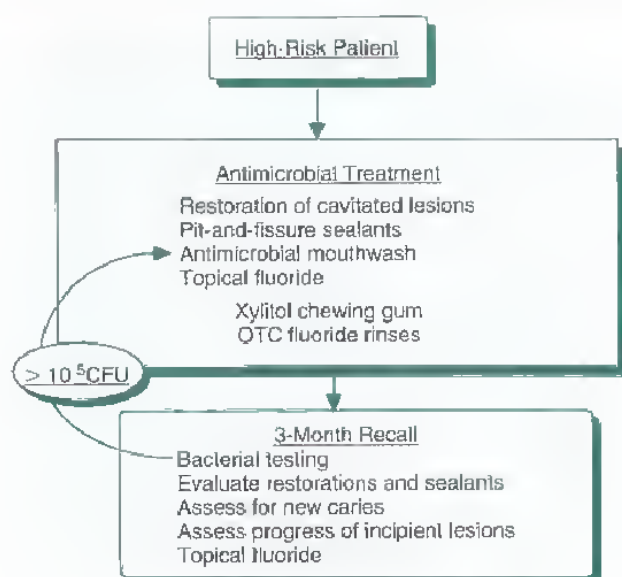 High-Risk Patient
Antimicrobial Treatment
Restoration of cavitated lesions
Pit-and-fissure sealants
Antimicrobial mouthwash
Topical fluoride
Xylitol chewing gum
OTC fluoride rinses
> 10⁵CFU
3-Month Recall
Bacterial testing
Evaluate restorations and sealants
Assess for new caries
Assess progress of incipient lesions
Topical fluoride